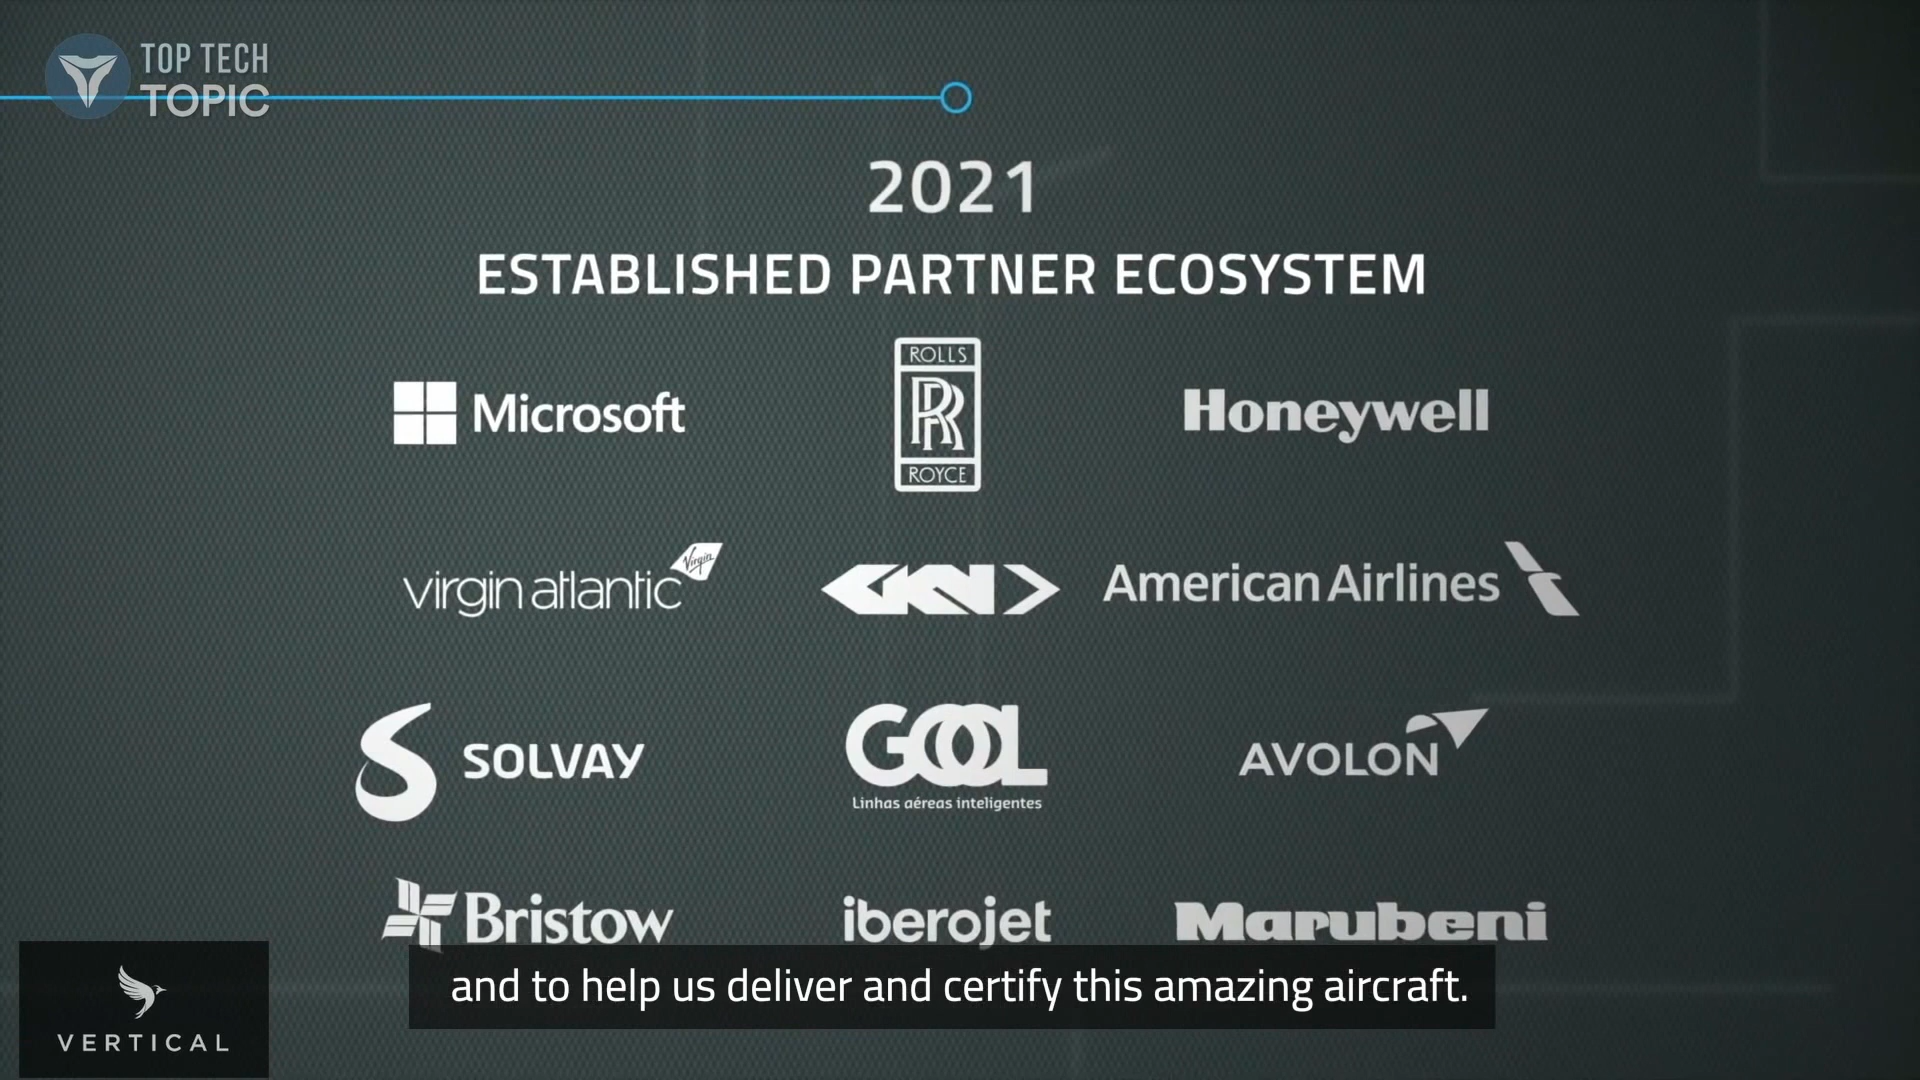 TOP TECH
TOPIC
2021
ESTABLISHED PARTNER ECOSYSTEM
Microsoft
ROLLS
RR
ROYCE
Honeywell
virgin atlantic
Virgin
GKN
American Airlines
SOLVAY
GOL
Linhas aéreas inteligentes
AVOLON
Bristow
iberojet
Marubeni
and to help us deliver and certify this amazing aircraft.
VERTICAL